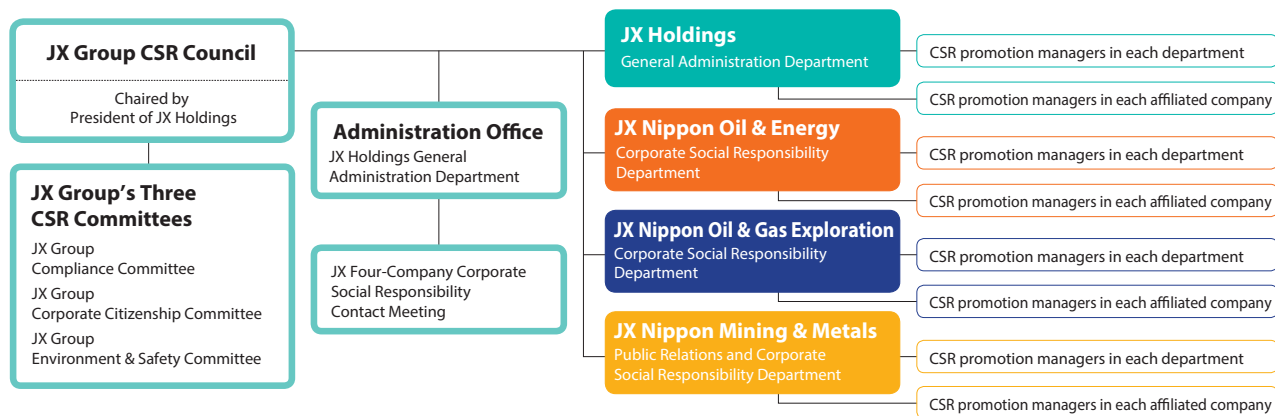 JX Group CSR Council
Chaired by
President of JX Holdings
JX Group's Three
CSR Committees
JX Group
Compliance Committee
JX Group
Corporate Citizenship Committee
JX Group
Environment & Safety Committee
Administration Office
JX Holdings General
Administration Department
JX Four-Company Corporate
Social Responsibility
Contact Meeting
JX Holdings
General Administration Department
CSR promotion managers in each department
CSR promotion managers in each affiliated company
JX Nippon Oil & Energy
Corporate Social Responsibility
Department
CSR promotion managers in each department
CSR promotion managers in each affiliated company
JX Nippon Oil & Gas Exploration
Corporate Social Responsibility
Department
CSR promotion managers in each department
CSR promotion managers in each affiliated company
JX Nippon Mining & Metals
Public Relations and Corporate
Social Responsibility Department
CSR promotion managers in each department
CSR promotion managers in each affiliated company